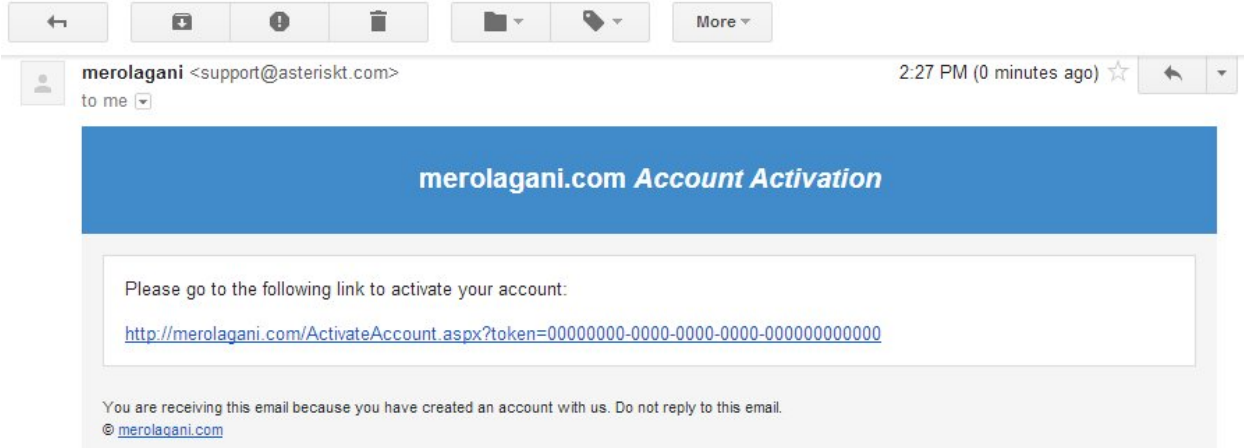 More
merolagani <support@asteriskt.com> 2:27 PM (0 minutes ago)
to me
merolagani.com Account Activation
Please go to the following link to activate your account:
http://merolagani.com/ActivateAccount.aspx?token=00000000-0000-0000-0000-000000000000
You are receiving this email because you have created an account with us. Do not reply to this email.
© merolagani.com